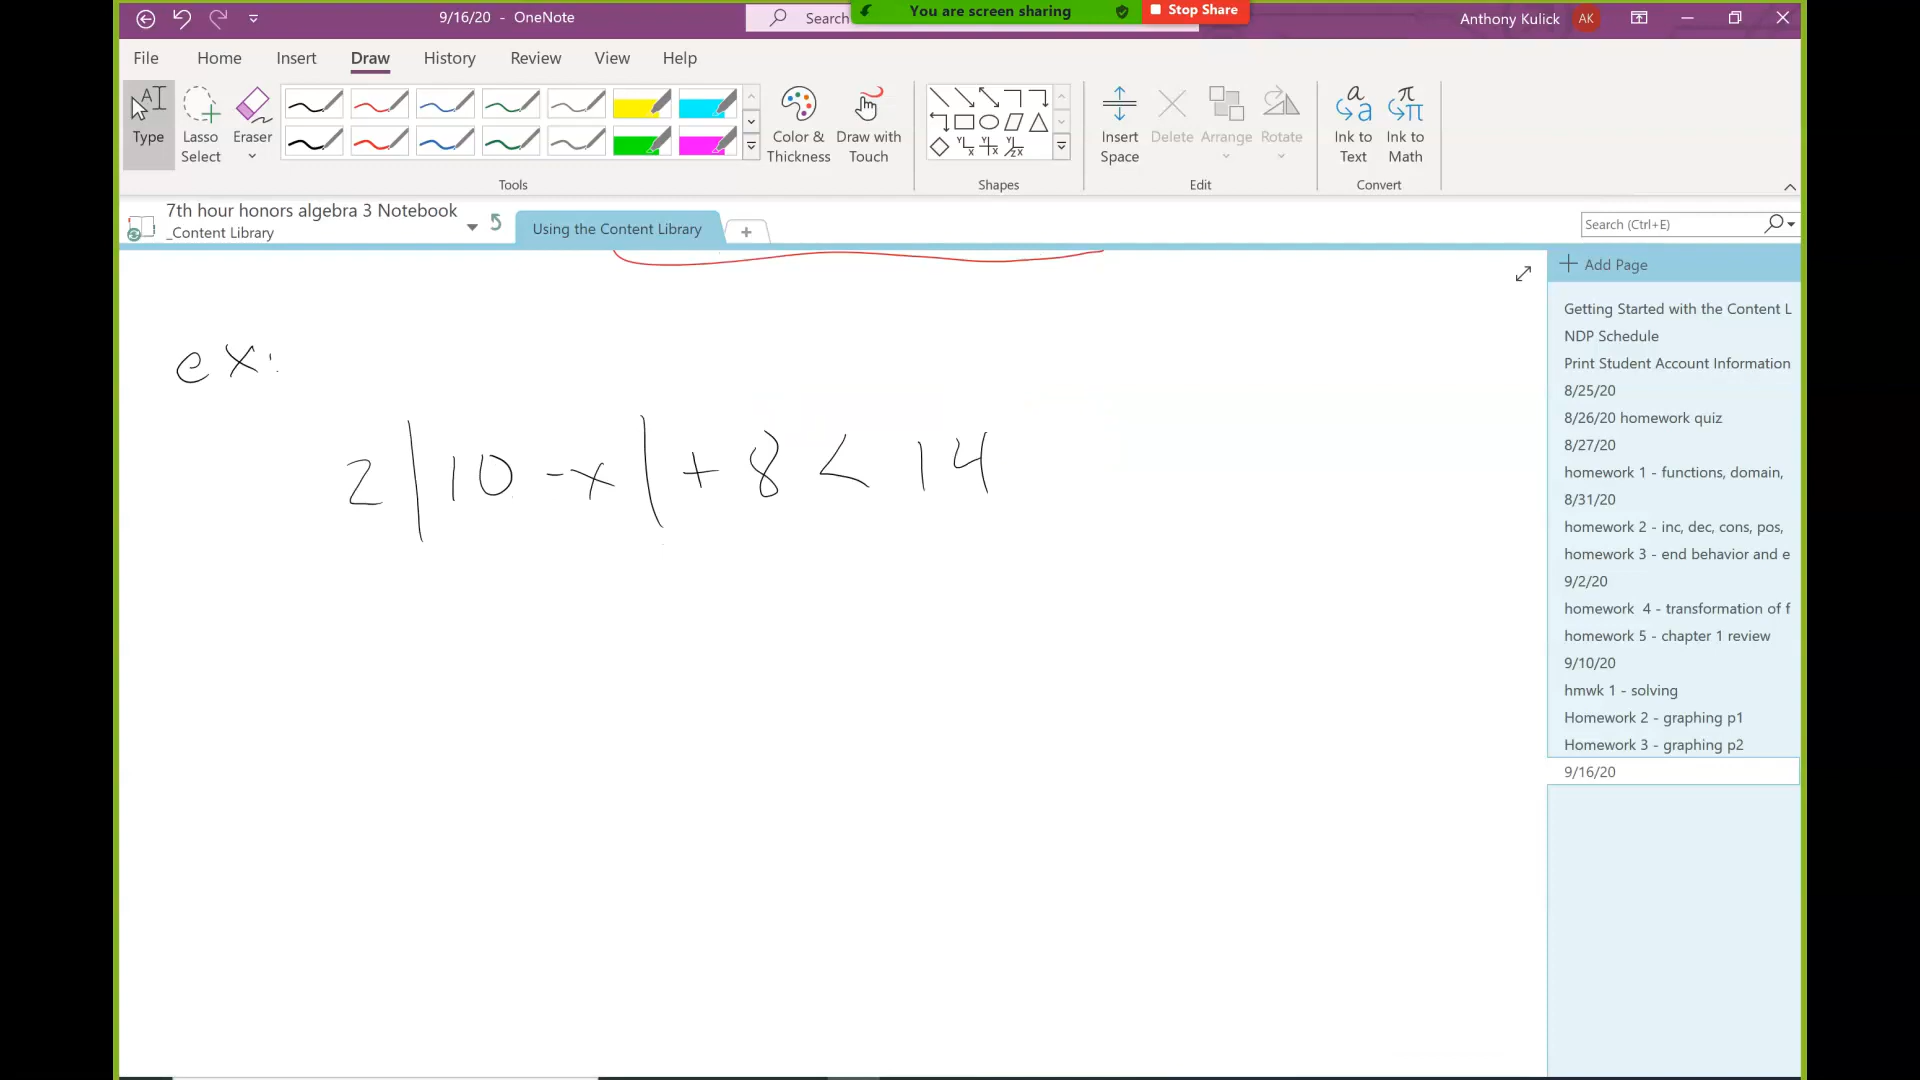 9/16/20 - OneNote
Search
You are screen sharing
Stop Share
Anthony Kulick AK
File Home Insert Draw History Review View Help
Type
Lasso Select
Eraser
Color & Thickness
Draw with Touch
Insert Space
Delete
Arrange
Rotate
Ink to Text
Ink to Math
Tools
Shapes
Edit
Convert
7th hour honors algebra 3 Notebook
_Content Library
Using the Content Library
Search (Ctrl+E)
Add Page
Getting Started with the Content L
NDP Schedule
Print Student Account Information
8/25/20
8/26/20 homework quiz
8/27/20
homework 1 - functions, domain,
8/31/20
homework 2 - inc, dec, cons, pos,
homework 3 - end behavior and e
9/2/20
homework  4 - transformation of f
homework 5 - chapter 1 review
9/10/20
hmwk 1 - solving
Homework 2 - graphing p1
Homework 3 - graphing p2
9/16/20
ex:
2|10-x|+8<14